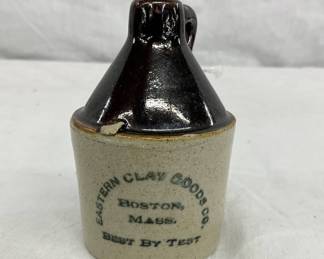 EASTERN CLAY GOODS CO.
BOSTON,
MASS.
BEST BY TEST